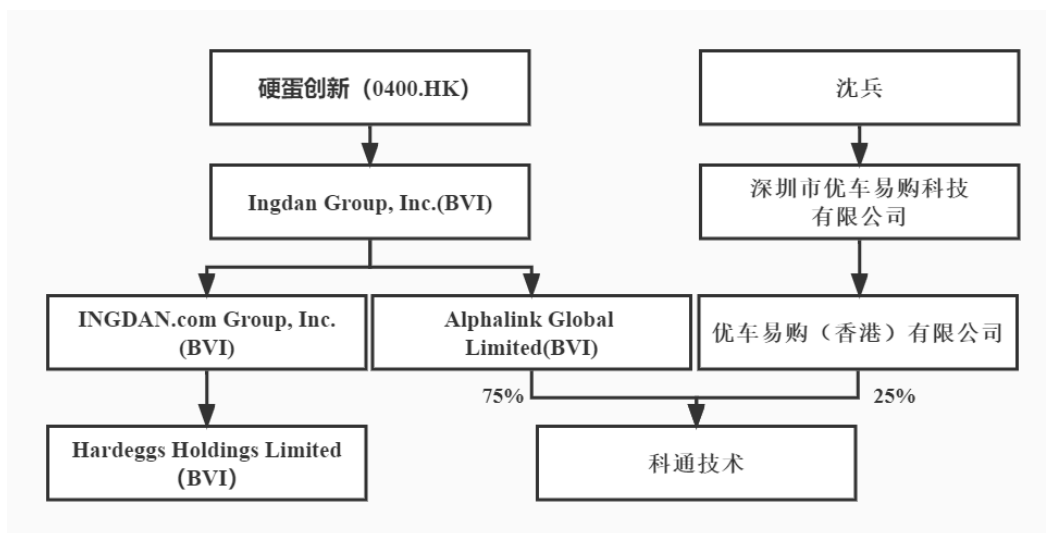 硬蛋创新（0400.HK）
沈兵
Ingdan Group, Inc.(BVI)
深圳市优车易购科技
有限公司
INGDAN.com Group, Inc.
(BVI)
Alphalink Global
Limited(BVI)
优车易购（香港）有限公司
75%
25%
Hardeggs Holdings Limited
（BVI）
科通技术